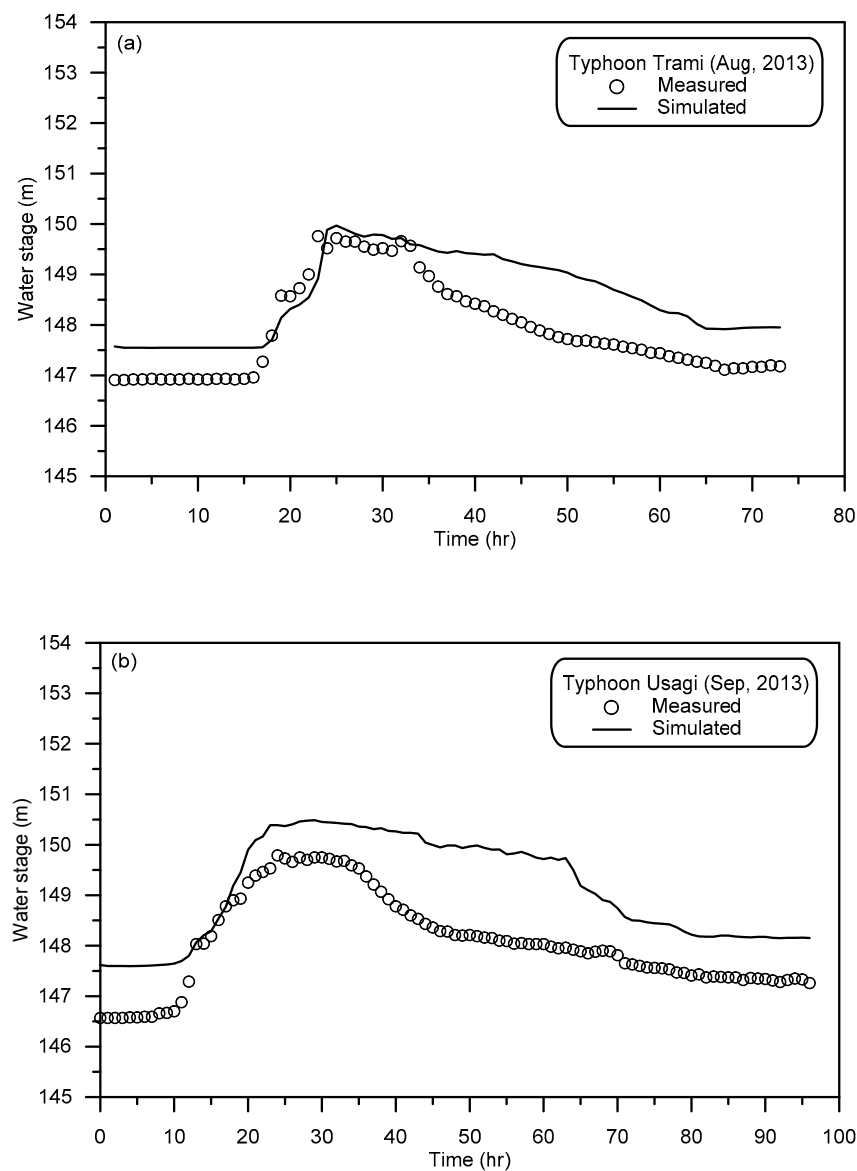 (a)
Typhoon Trami (Aug, 2013)
Measured
Simulated
154
153
152
151
150
149
148
147
146
145
Water stage (m)
0 10 20 30 40 50 60 70 80
Time (hr)
(b)
Typhoon Usagi (Sep, 2013)
Measured
Simulated
154
153
152
151
150
149
148
147
146
145
Water stage (m)
0 10 20 30 40 50 60 70 80 90 100
Time (hr)